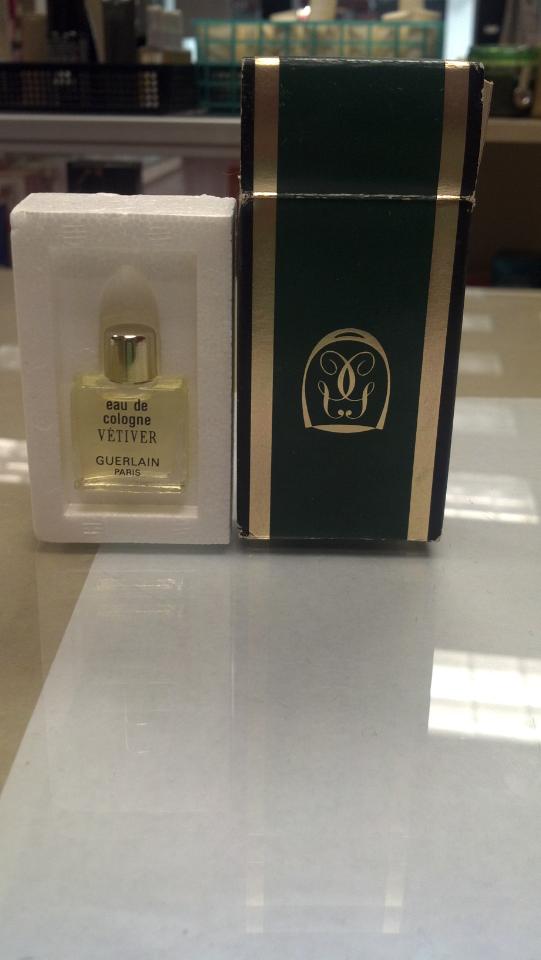 eau de
cologne
VÉTIVER
GUERLAIN
PARIS